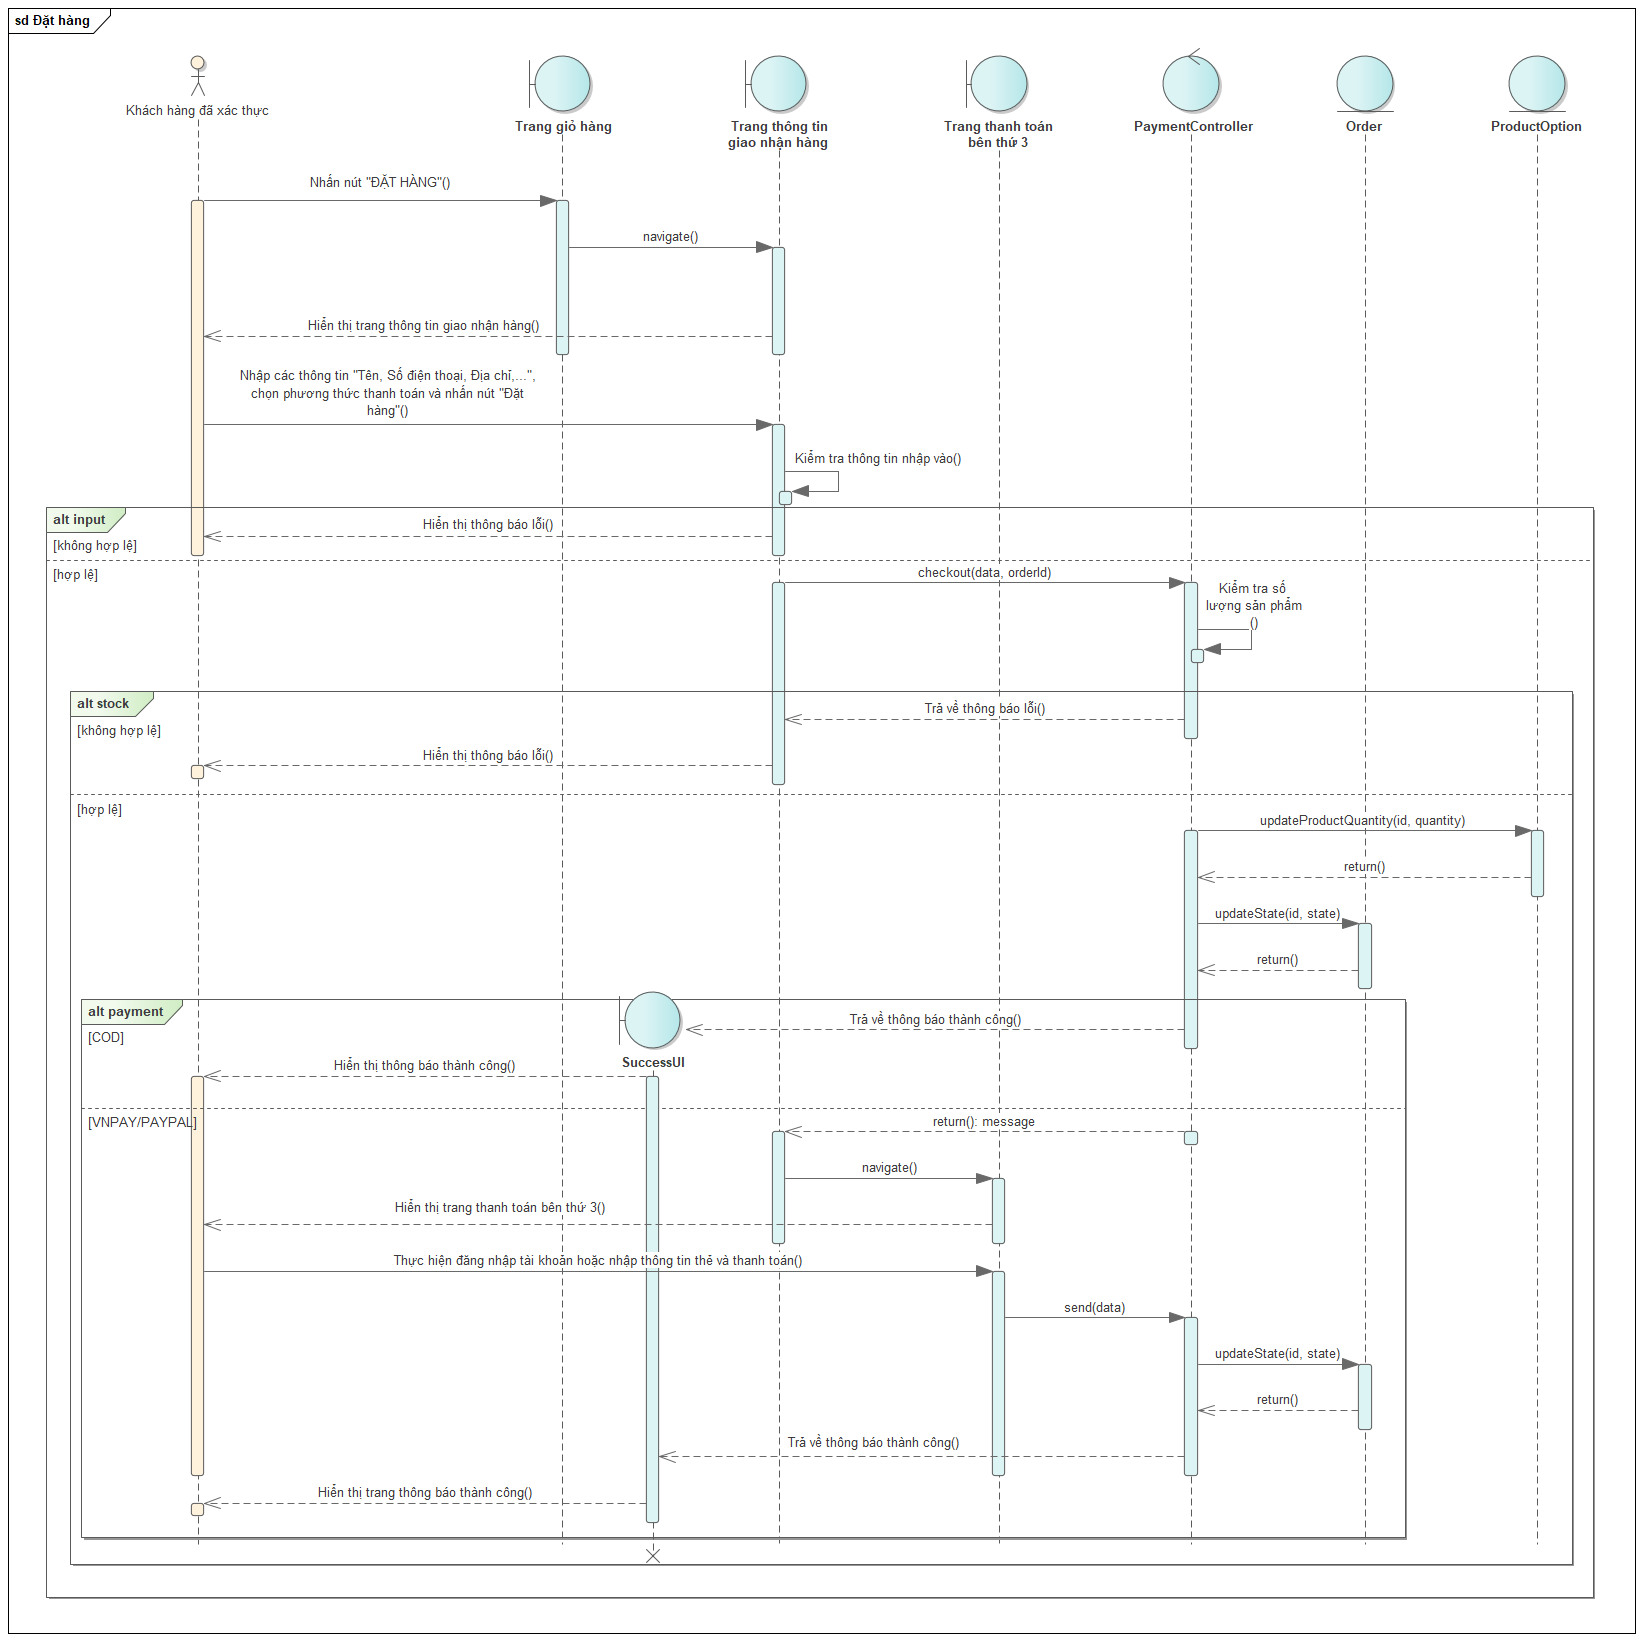 sd Đặt hàng
Khách hàng đã xác thực
Trang giỏ hàng
Trang thông tin
giao nhận hàng
Trang thanh toán
bên thứ 3
PaymentController
Order
ProductOption
Nhấn nút "ĐẶT HÀNG"()
navigate()
Hiển thị trang thông tin giao nhận hàng()
Nhập các thông tin "Tên, Số điện thoại, Địa chỉ,...",
chọn phương thức thanh toán và nhấn nút "Đặt
hàng"()
Kiểm tra thông tin nhập vào()
alt input
Hiển thị thông báo lỗi()
[không hợp lệ]
[hợp lệ]
checkout(data, orderId)
Kiểm tra số
lượng sản phẩm
()
alt stock
Trả về thông báo lỗi()
[không hợp lệ]
Hiển thị thông báo lỗi()
[hợp lệ]
updateProductQuantity(id, quantity)
return()
updateState(id, state)
return()
alt payment
Trả về thông báo thành công()
[COD]
SuccessUI
Hiển thị thông báo thành công()
[VNPAY/PAYPAL]
return(): message
navigate()
Hiển thị trang thanh toán bên thứ 3()
Thực hiện đăng nhập tài khoản hoặc nhập thông tin thẻ và thanh toán()
send(data)
updateState(id, state)
return()
Trả về thông báo thành công()
Hiển thị trang thông báo thành công()